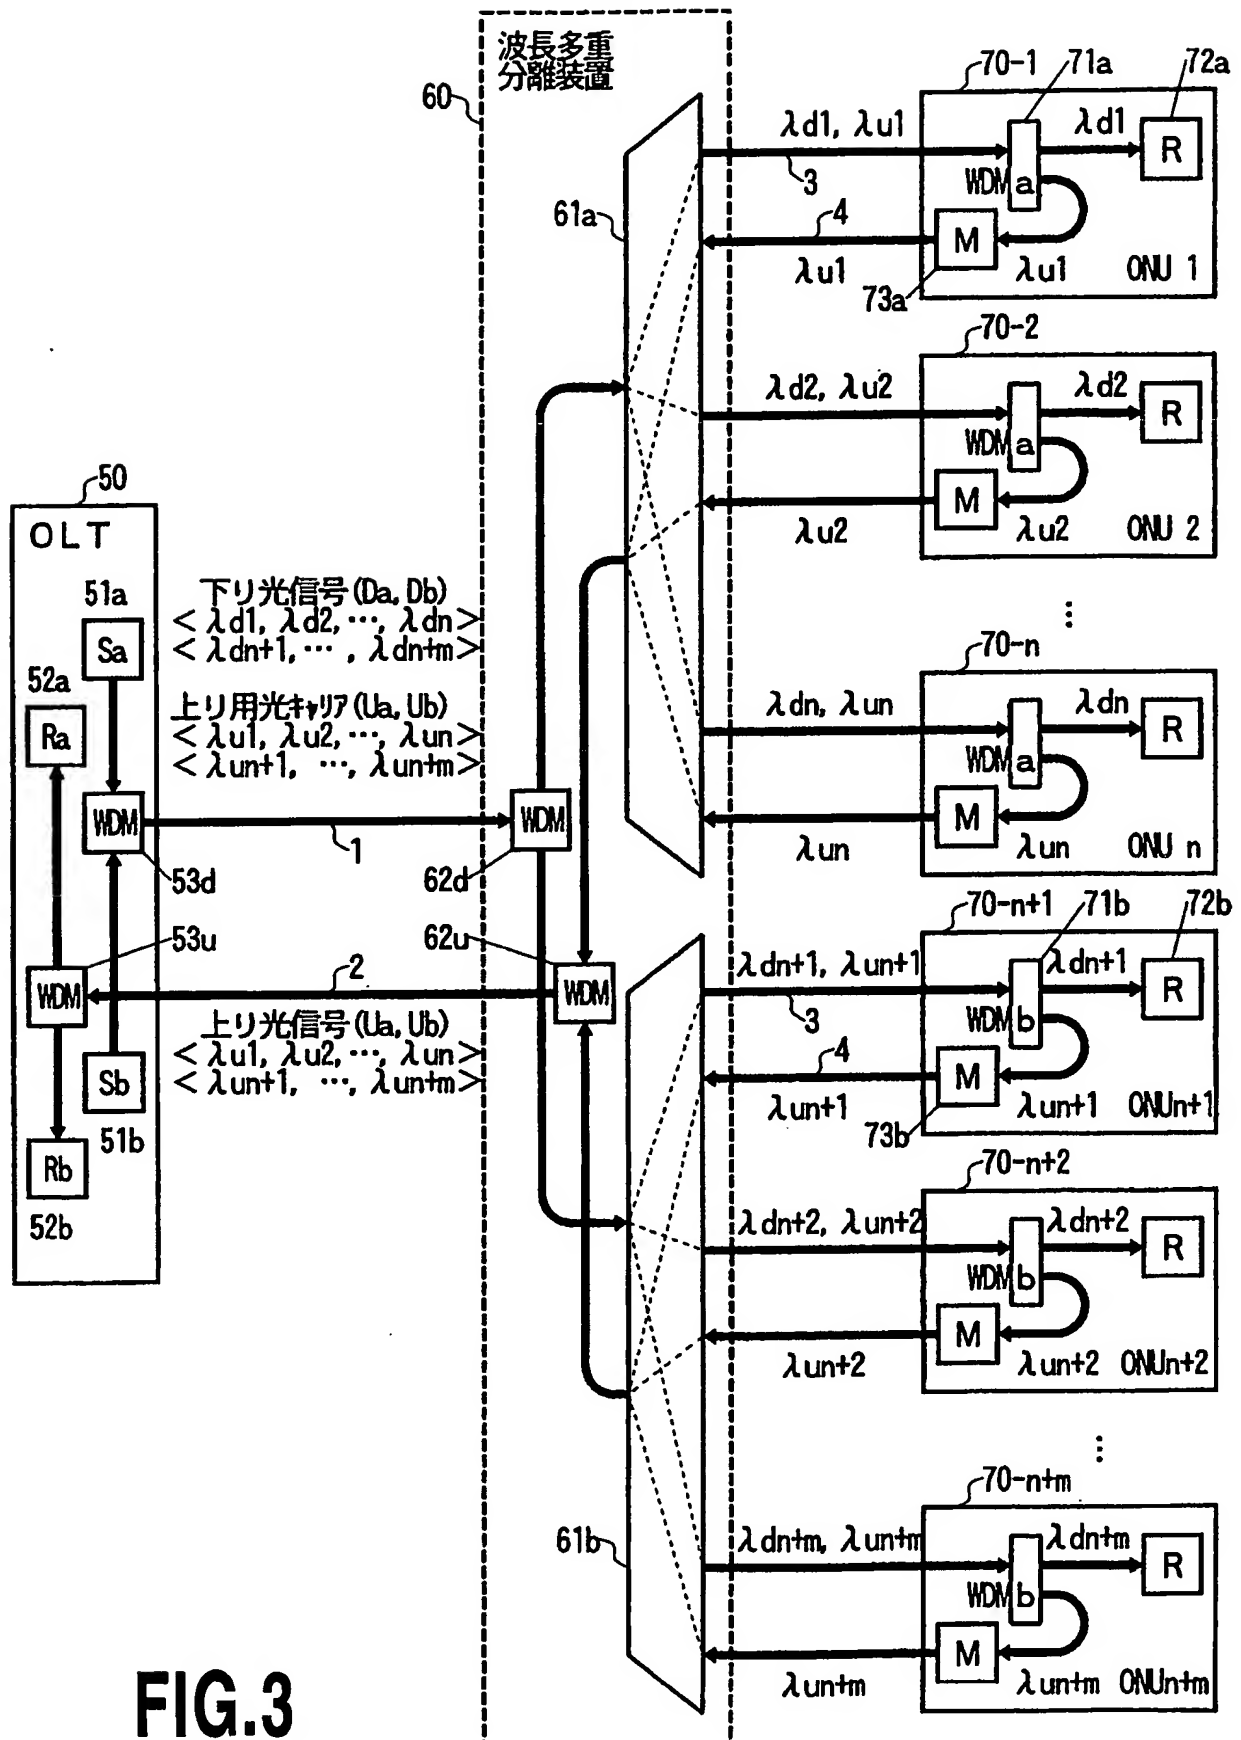 波長多重
分離装置
60
61a
λd1, λu1
3
4
λu1
70-1
71a
72a
λd1
R
WDM a
M
λu1
ONU 1
73a
70-2
λd2, λu2
λd2
R
WDM a
M
λu2
λu2
ONU 2
⋮
70-n
λdn, λun
λdn
R
WDM a
M
λun
λun
ONU n
50
OLT
51a
Sa
52a
Ra
WDM
53d
53u
WDM
Sb
51b
Rb
52b
下り光信号(Da, Db)
< λd1, λd2, ···, λdn>
< λdn+1, ··· , λdn+m>
上り用光ｷｬﾘｱ(Ua, Ub)
< λu1, λu2, ···, λun>
< λun+1, ···, λun+m>
1
WDM
62d
62u
WDM
2
上り光信号(Ua, Ub)
< λu1, λu2, ···, λun>
< λun+1, ···, λun+m>
70-n+1
71b
72b
λdn+1, λun+1
3
λdn+1
R
WDM b
4
M
λun+1
λun+1
ONUn+1
73b
70-n+2
λdn+2, λun+2
λdn+2
R
WDM b
M
λun+2
λun+2
ONUn+2
⋮
70-n+m
61b
λdn+m, λun+m
λdn+m
R
WDM b
M
λun+m
λun+m
ONUn+m
FIG.3